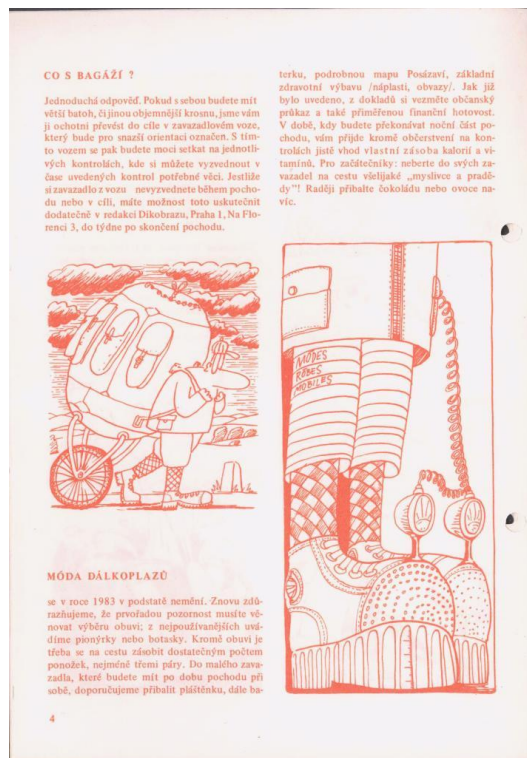 CO S BAGÁŽÍ ?
Jednoduchá odpověď. Pokud s sebou budete mít
větší batoh, či jinou objemnější krosnu, jsme vám
ji ochotni převést do cíle v zavazadlovém voze,
který bude pro snazší orientaci označen. S tím-
to vozem se pak budete moci setkat na jednotli-
vých kontrolách, kde si můžete vyzvednout v
čase uvedených kontrol potřebné věci. Jestliže
si zavazadlo z vozu nevyzvednete během pocho-
du nebo v cíli, máte možnost toto uskutečnit
dodatečně v redakci Dikobrazu, Praha 1, Na Flo-
renci 3, do týdne po skončení pochodu.
MÓDA DÁLKOPLAZŮ
se v roce 1983 v podstatě nemění. Znovu zdů-
razňujeme, že prvořadou pozornost musíte vě-
novat výběru obuvi; z nejpoužívanějších uvá-
díme pionýrky nebo botasky. Kromě obuvi je
třeba se na cestu zásobit dostatečným počtem
ponožek, nejméně třemi páry. Do malého zava-
zadla, které budete mít po dobu pochodu při
sobě, doporučujeme přibalit pláštěnku, dále ba-
terku, podrobnou mapu Posázaví, základní
zdravotní výbavu /náplasti, obvazy/. Jak již
bylo uvedeno, z dokladů si vezměte občanský
průkaz a také přiměřenou finanční hotovost.
V době, kdy budete překonávat noční část po-
chodu, vám přijde kromě občerstvení na kon-
trolách jistě vhod vlastní zásoba kalorií a vi-
tamínů. Pro začátečníky: neberte do svých za-
vazadel na cestu všelijaké „myslivce a pradě-
dy"! Raději přibalte čokoládu nebo ovoce na-
víc.
MÓDES
RÓBES
MOBILES
4